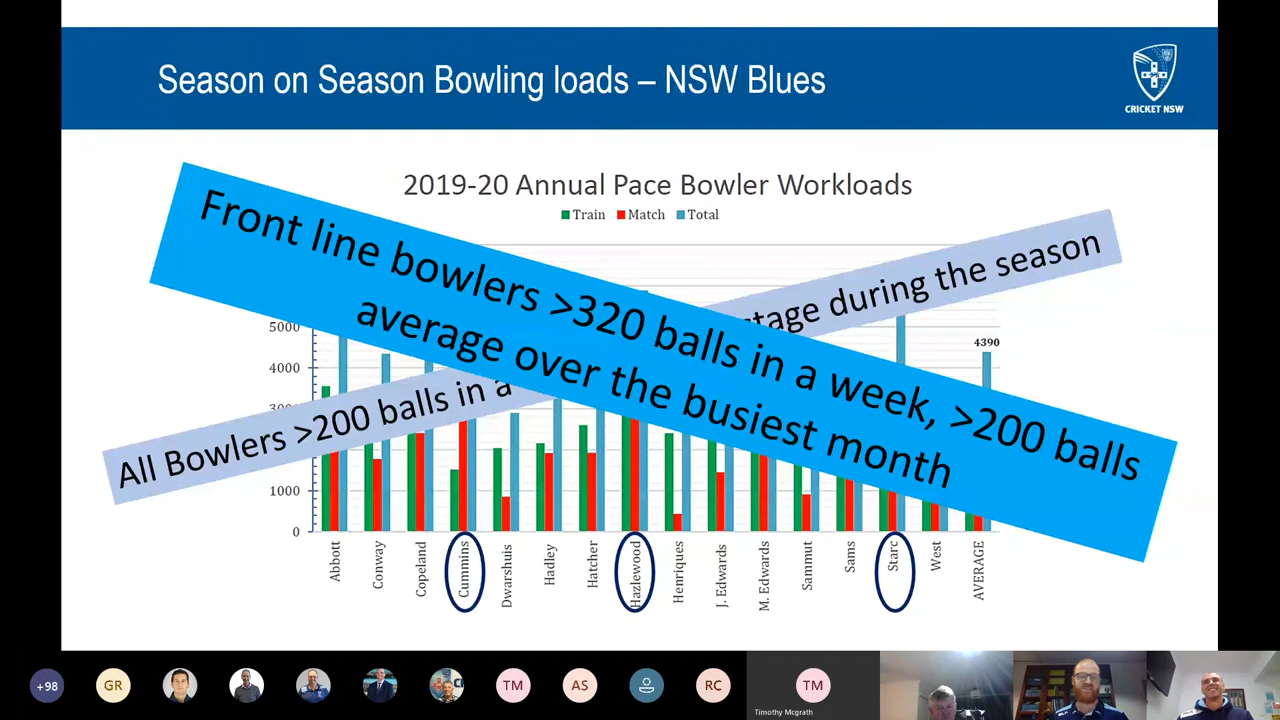 Season on Season Bowling loads – NSW Blues
CRICKET NSW
2019-20 Annual Pace Bowler Workloads
Train Match Total
Front line bowlers >320 balls in a week, >200 balls
average over the busiest month
All Bowlers >200 balls in a
stage during the season
5000
4390
4000
1000
0
Abbott
Conway
Copeland
Cummins
Dwarshuis
Hadley
Hatcher
Hazlewood
Henriques
J. Edwards
M. Edwards
Sammut
Sams
Starc
West
AVERAGE
+98
GR
TM
AS
RC
TM
Timothy Mcgrath